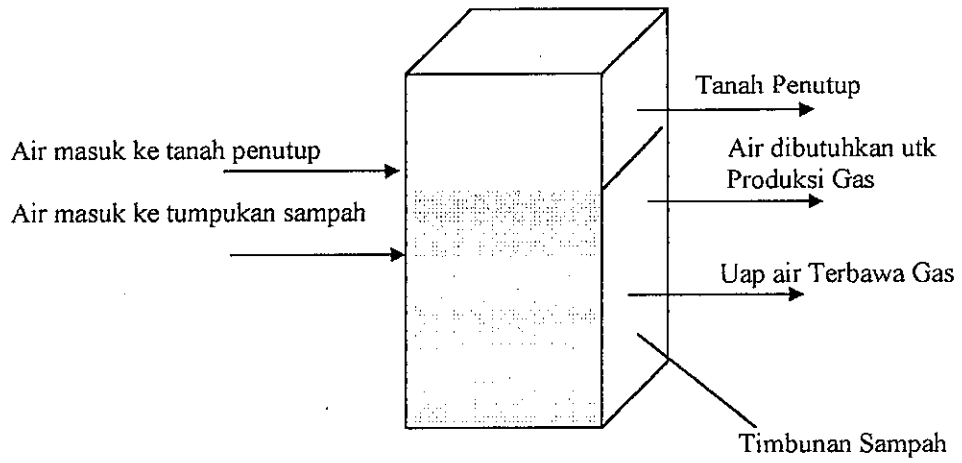 Tanah Penutup
Air masuk ke tanah penutup
Air dibutuhkan utk
Produksi Gas
Air masuk ke tumpukan sampah
Uap air Terbawa Gas
Timbunan Sampah